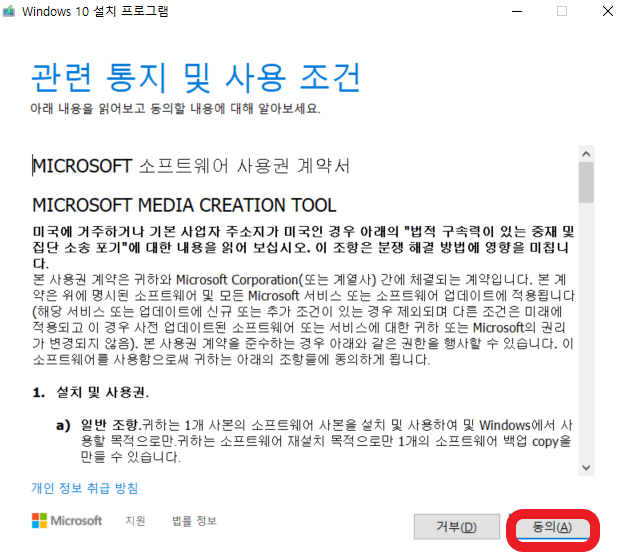 Windows 10 설치 프로그램
관련 통지 및 사용 조건
아래 내용을 읽어보고 동의할 내용에 대해 알아보세요.
MICROSOFT 소프트웨어 사용권 계약서
MICROSOFT MEDIA CREATION TOOL
미국에 거주하거나 기본 사업자 주소지가 미국인 경우 아래의 "법적 구속력이 있는 중재 및
집단 소송 포기"에 대한 내용을 읽어 보십시오. 이 조항은 분쟁 해결 방법에 영향을 미칩니
다.
본 사용권 계약은 귀하와 Microsoft Corporation(또는 계열사) 간에 체결되는 계약입니다. 본 계
약은 위에 명시된 소프트웨어 및 모든 Microsoft 서비스 또는 소프트웨어 업데이트에 적용됩니다
(해당 서비스 또는 업데이트에 신규 또는 추가 조건이 있는 경우 제외되며 다른 조건은 미래에
적용되고 이 경우 사전 업데이트된 소프트웨어 또는 서비스에 대한 귀하 또는 Microsoft의 권리
가 변경되지 않음). 본 사용권 계약을 준수하는 경우 아래와 같은 권한을 행사할 수 있습니다. 이
소프트웨어를 사용함으로써 귀하는 아래의 조항들에 동의하게 됩니다.
1. 설치 및 사용권.
a) 일반 조항.귀하는 1개 사본의 소프트웨어 사본을 설치 및 사용하여 및 Windows에서 사
용할 목적으로만.귀하는 소프트웨어 재설치 목적으로만 1개의 소프트웨어 백업 copy을
만들 수 있습니다.
개인 정보 취급 방침
Microsoft 지원 법률 정보
거부(D) 동의(A)